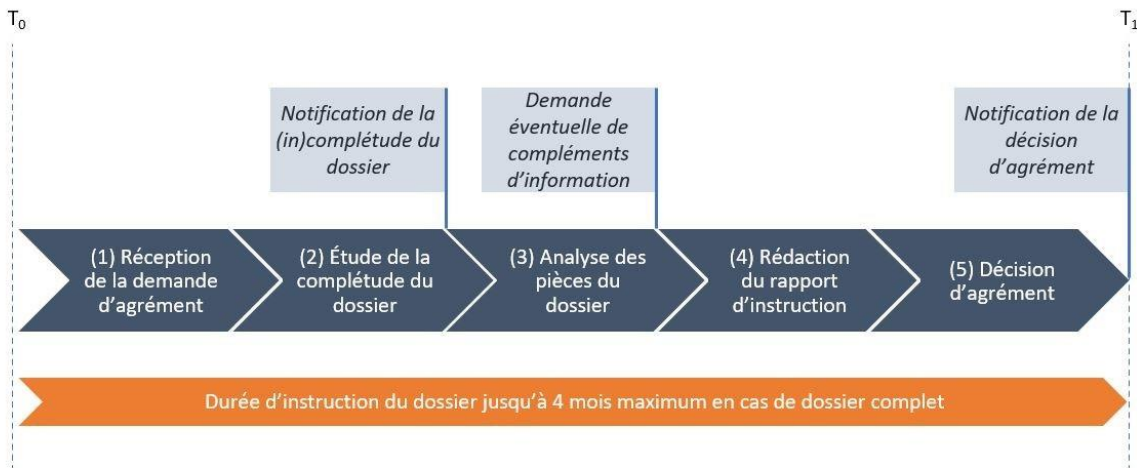 T0
T1
Notification de la
(in)complétude du
dossier
Demande
éventuelle de
compléments
d’information
Notification de la
décision
d’agrément
(1) Réception
de la demande
d’agrément
(2) Étude de la
complétude du
dossier
(3) Analyse des
pièces du
dossier
(4) Rédaction
du rapport
d’instruction
(5) Décision
d’agrément
Durée d’instruction du dossier jusqu’à 4 mois maximum en cas de dossier complet